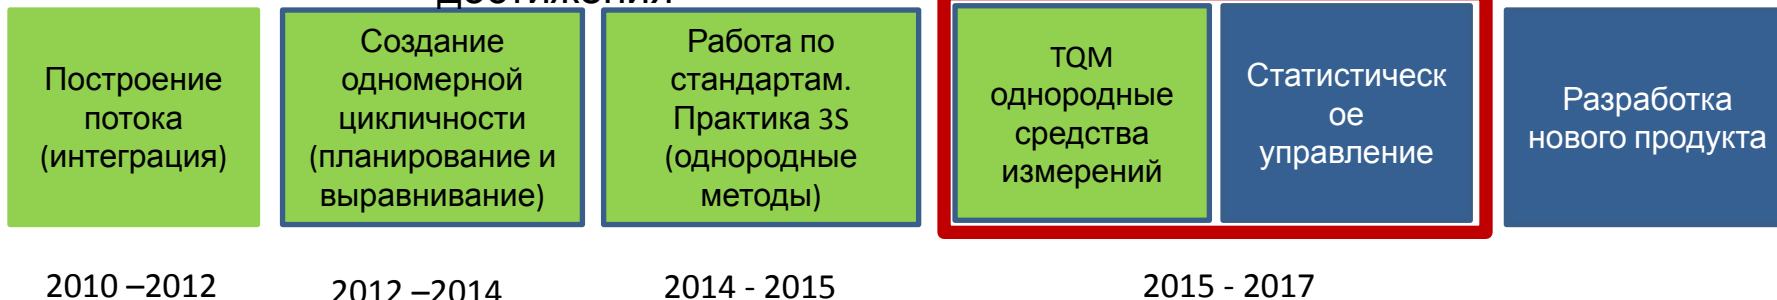 достижения
Построение
потока
(интеграция)
Создание
одномерной
цикличности
(планирование и
выравнивание)
Работа по
стандартам.
Практика 3S
(однородные
методы)
TQM
однородные
средства
измерений
Статистическ
ое
управление
Разработка
нового продукта
2010 –2012
2012 –2014
2014 - 2015
2015 - 2017